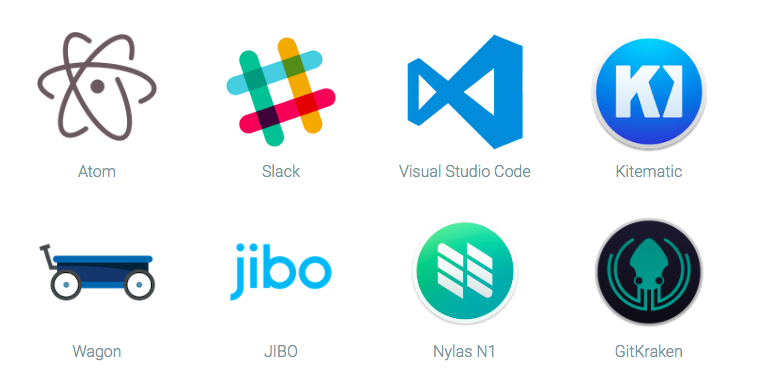 Atom
Slack
Visual Studio Code
K
Kitematic
jibo
Wagon
JIBO
N
Nylas N1
GitKraken